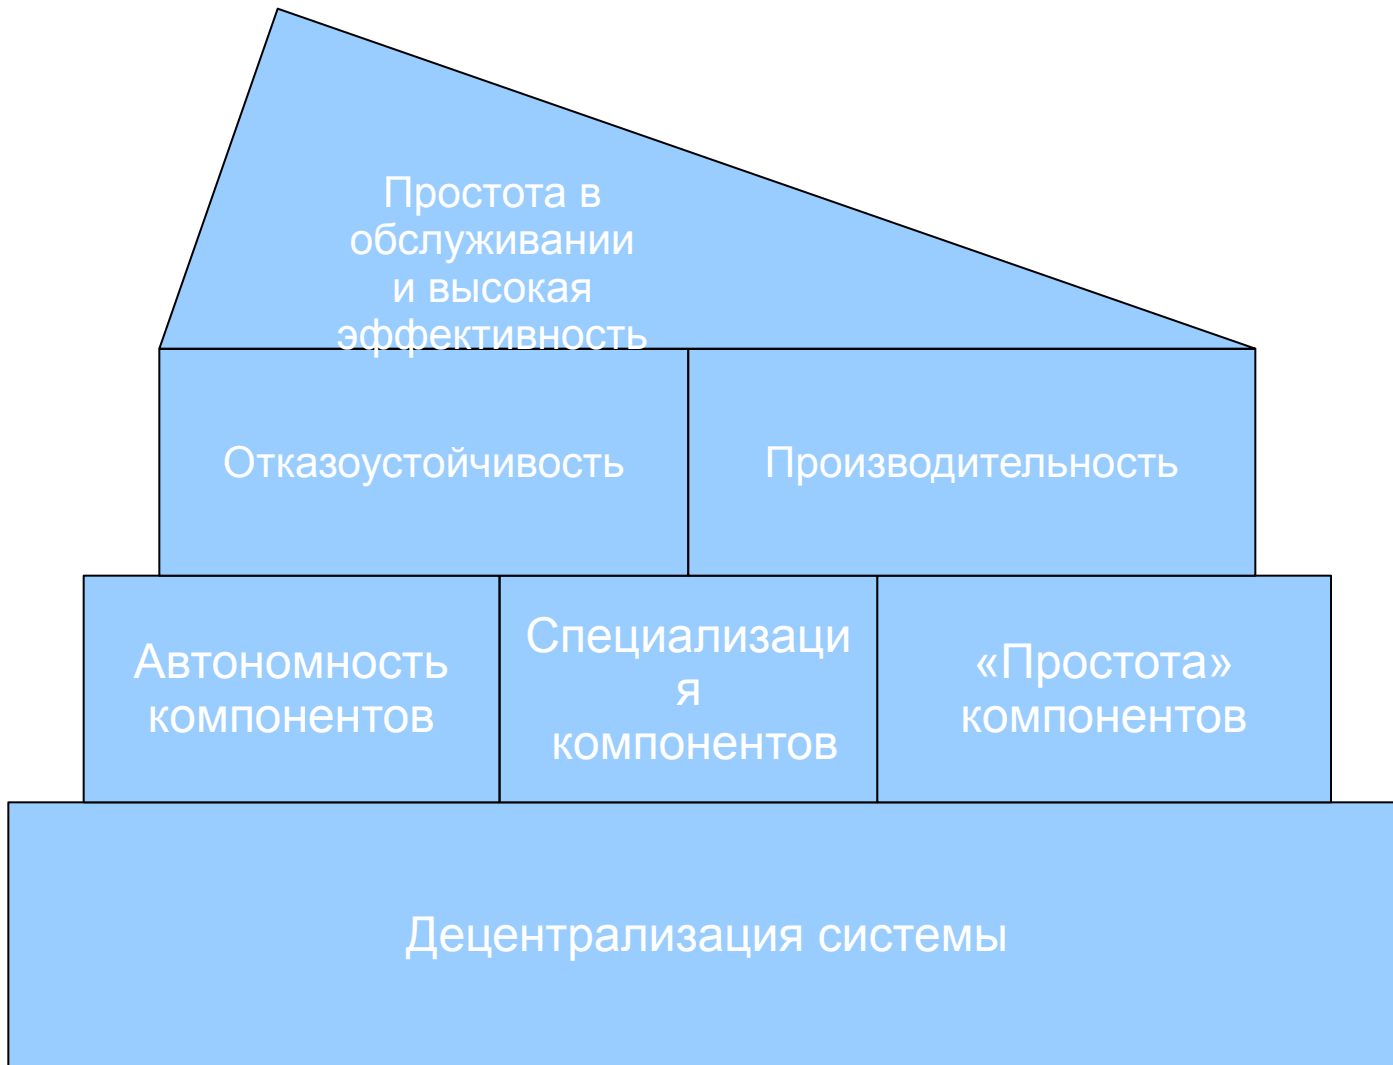 Простота в
обслуживании
и высокая
эффективность
Отказоустойчивость
Производительность
Автономность
компонентов
Специализаци
я
компонентов
«Простота»
компонентов
Децентрализация системы